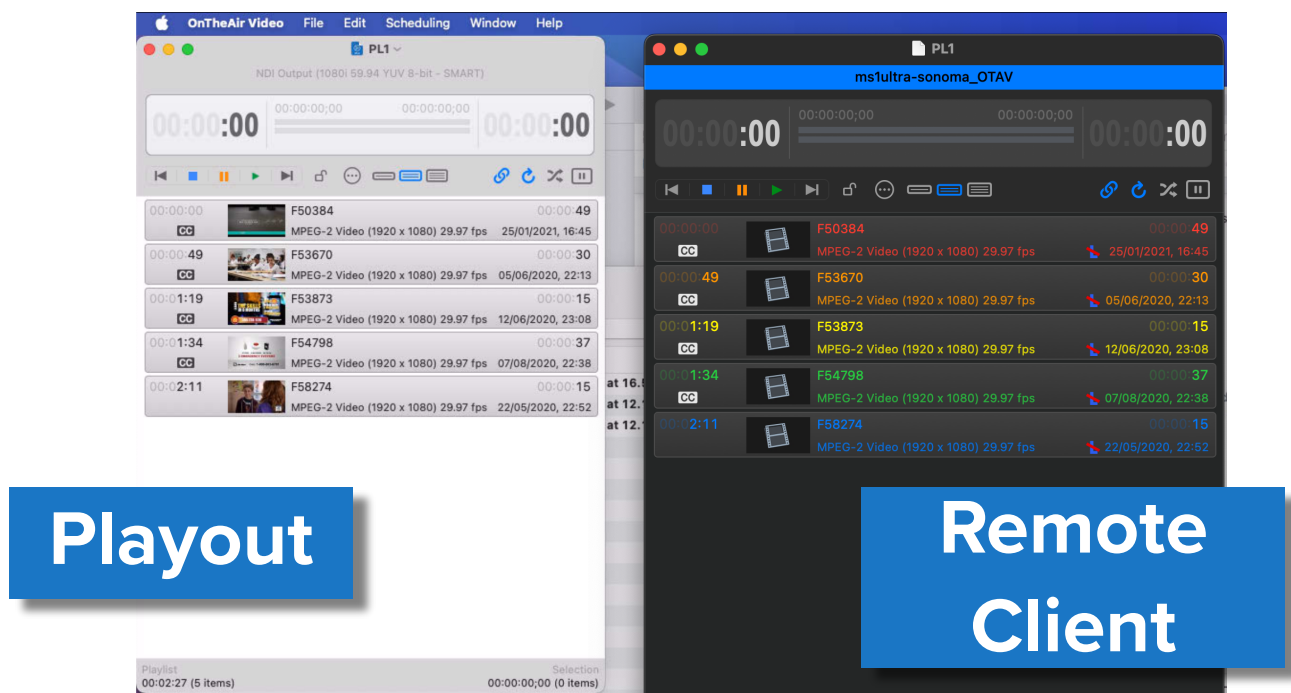 OnTheAir Video File Edit Scheduling Window Help
PL1
NDI Output (1080i 59.94 YUV 8-bit - SMART)
00:00:00 00:00:00;00 00:00:00;00 00:00:00
00:00:00 F50384 00:00:49
CC MPEG-2 Video (1920 x 1080) 29.97 fps 25/01/2021, 16:45
00:00:49 F53670 00:00:30
CC MPEG-2 Video (1920 x 1080) 29.97 fps 05/06/2020, 22:13
00:01:19 F53873 00:00:15
CC MPEG-2 Video (1920 x 1080) 29.97 fps 12/06/2020, 23:08
00:01:34 F54798 00:00:37
CC MPEG-2 Video (1920 x 1080) 29.97 fps 07/08/2020, 22:38
00:02:11 F58274 00:00:15
MPEG-2 Video (1920 x 1080) 29.97 fps 22/05/2020, 22:52
Playlist Selection
00:02:27 (5 items) 00:00:00;00 (0 items)
Playout
at 12.1
PL1
ms1ultra-sonoma_OTAV
00:00:00 00:00:00;00 00:00:00;00 00:00:00
00:00:00 F50384 00:00:49
CC MPEG-2 Video (1920 x 1080) 29.97 fps 25/01/2021, 16:45
00:00:49 F53670 00:00:30
CC MPEG-2 Video (1920 x 1080) 29.97 fps 05/06/2020, 22:13
00:01:19 F53873 00:00:15
CC MPEG-2 Video (1920 x 1080) 29.97 fps 12/06/2020, 23:08
00:01:34 F54798 00:00:37
CC MPEG-2 Video (1920 x 1080) 29.97 fps 07/08/2020, 22:38
00:02:11 F58274 00:00:15
MPEG-2 Video (1920 x 1080) 29.97 fps 22/05/2020, 22:52
Remote
Client